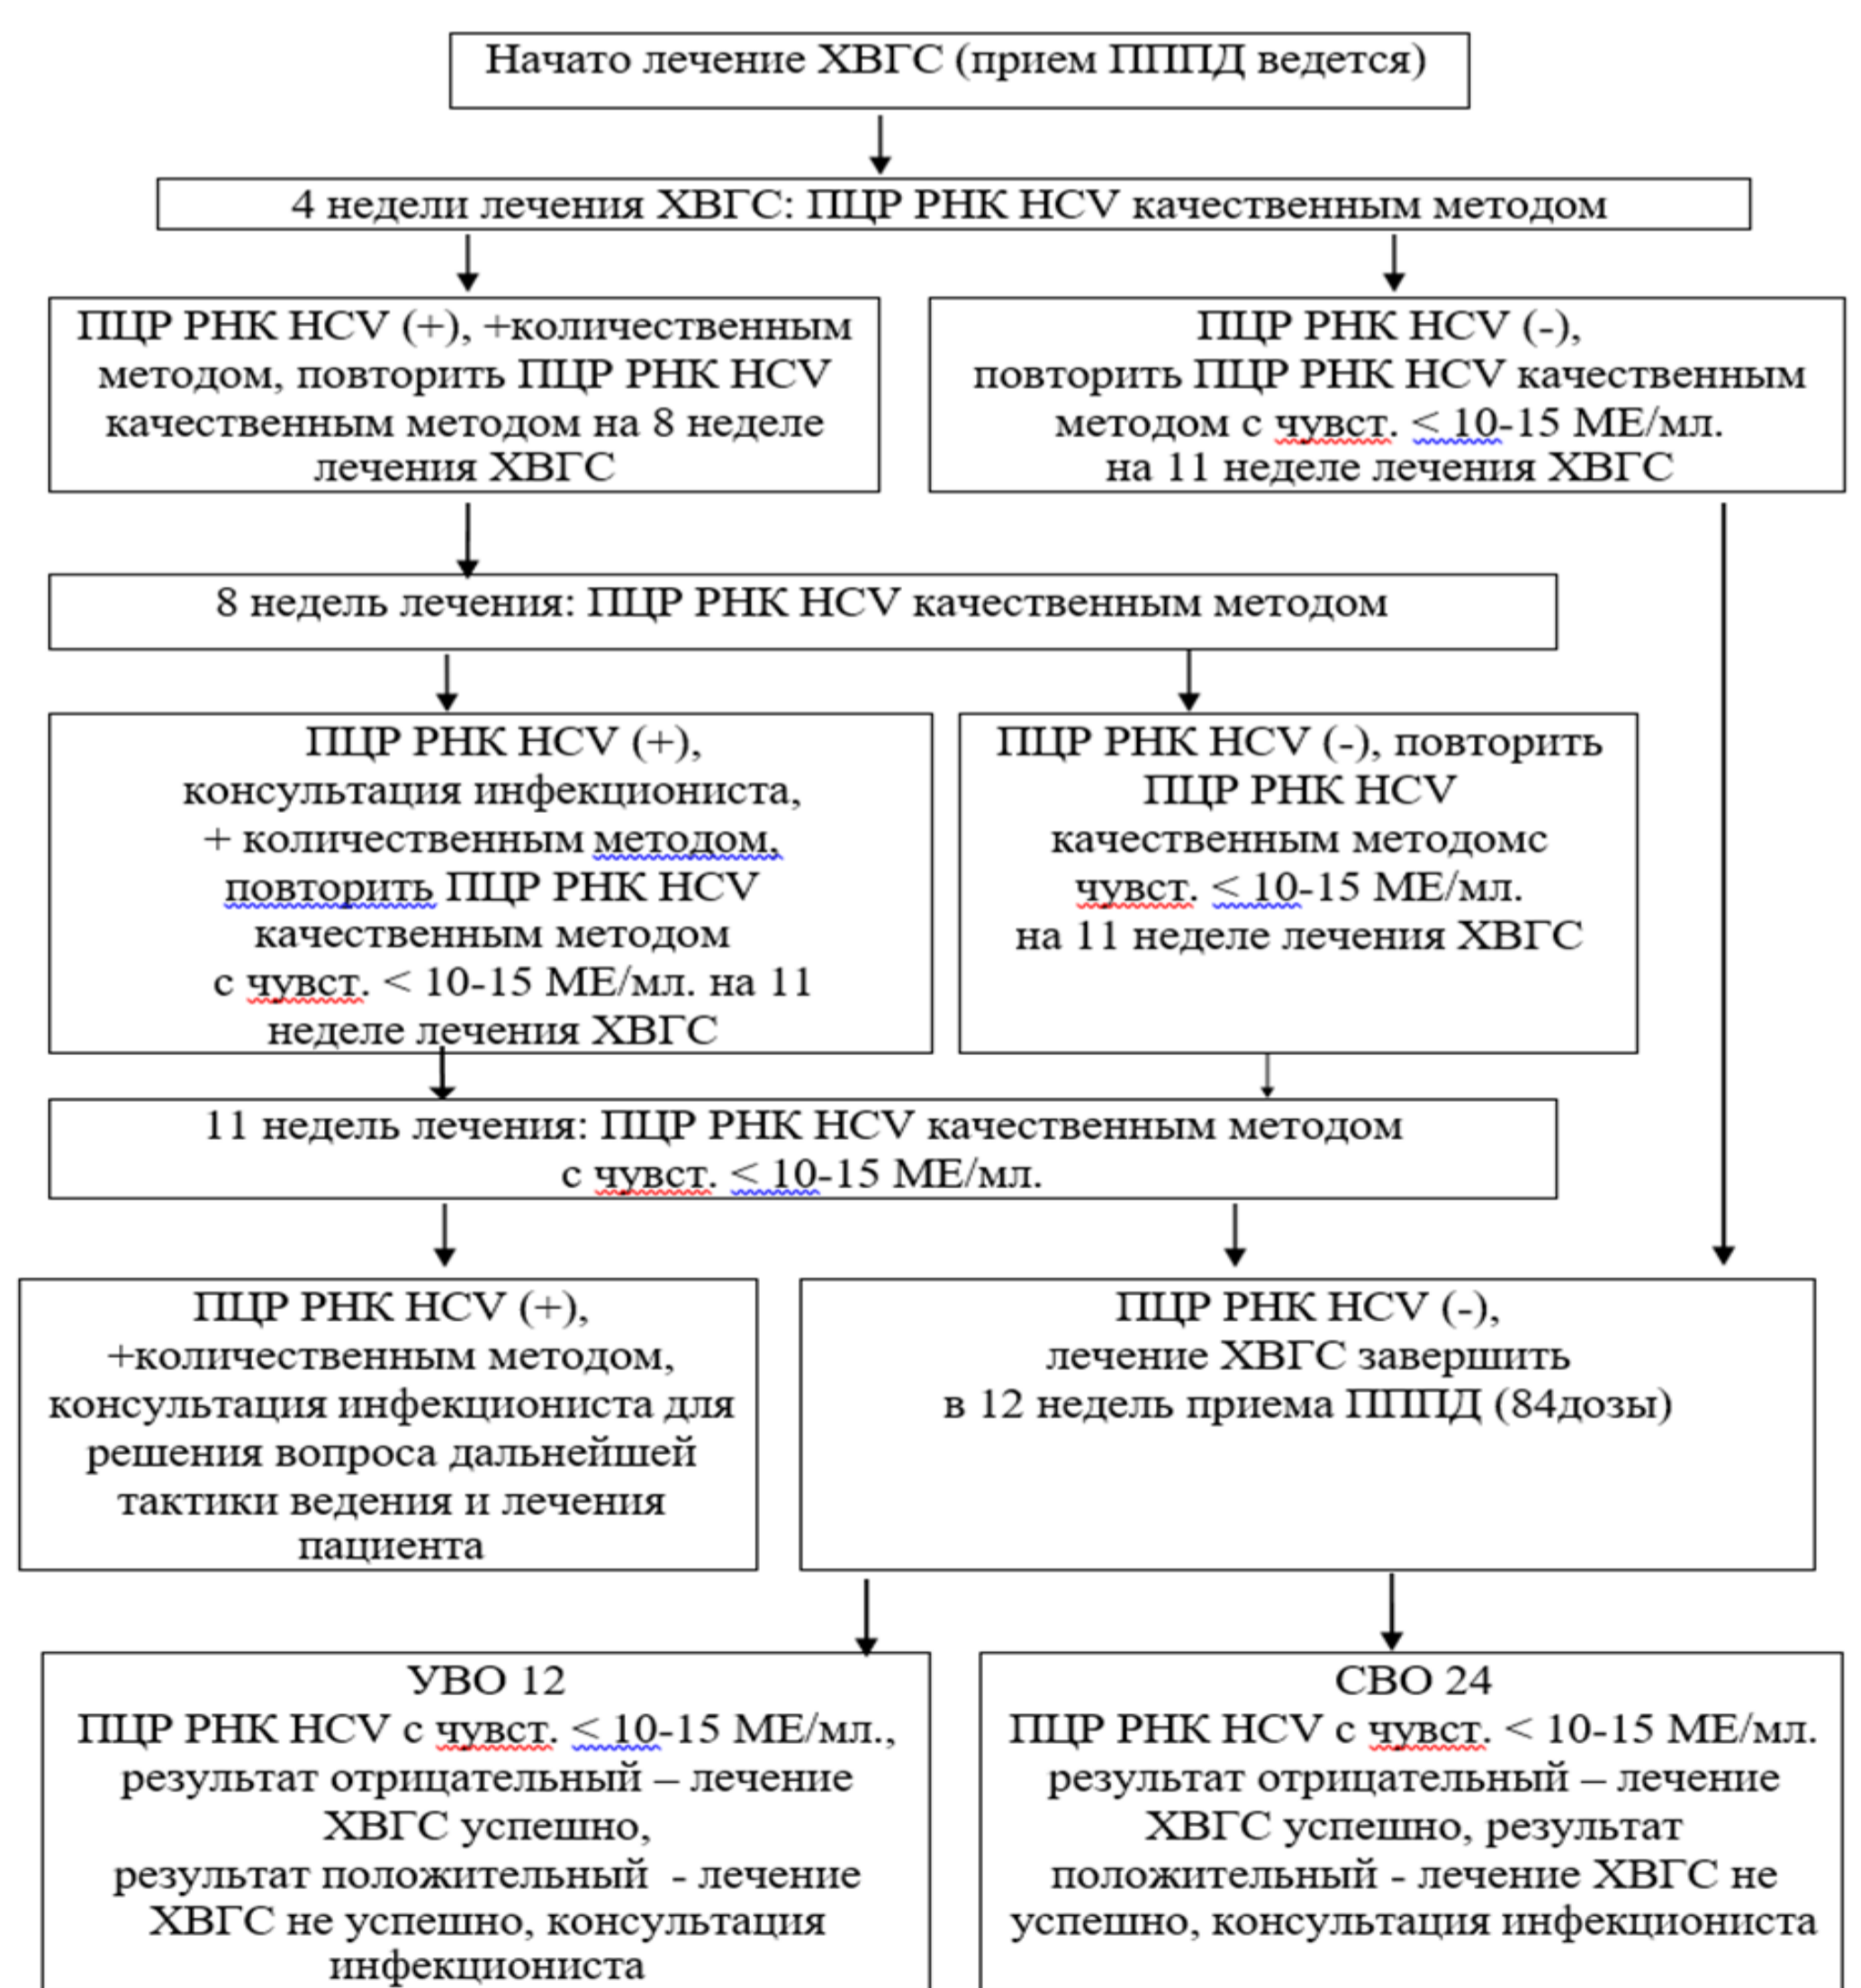 Начато лечение ХВГС (прием ПППД ведется)
4 недели лечения ХВГС: ПЦР РНК HCV качественным методом
ПЦР РНК HCV (+), +количественным
методом, повторить ПЦР РНК HCV
качественным методом на 8 неделе
лечения ХВГС
ПЦР РНК HCV (-),
повторить ПЦР РНК HCV качественным
методом с чувст. < 10-15 МЕ/мл.
на 11 неделе лечения ХВГС
8 недель лечения: ПЦР РНК HCV качественным методом
ПЦР РНК HCV (+),
консультация инфекциониста,
+ количественным методом,
повторить ПЦР РНК HCV
качественным методом
с чувст. < 10-15 МЕ/мл. на 11
неделе лечения ХВГС
ПЦР РНК HCV (-), повторить
ПЦР РНК HCV
качественным методомс
чувст. < 10-15 МЕ/мл.
на 11 неделе лечения ХВГС
11 недель лечения: ПЦР РНК HCV качественным методом
с чувст. < 10-15 МЕ/мл.
ПЦР РНК HCV (+),
+количественным методом,
консультация инфекциониста для
решения вопроса дальнейшей
тактики ведения и лечения
пациента
ПЦР РНК HCV (-),
лечение ХВГС завершить
в 12 недель приема ПППД (84дозы)
УВО 12
ПЦР РНК HCV с чувст. < 10-15 МЕ/мл.,
результат отрицательный – лечение
ХВГС успешно,
результат положительный - лечение
ХВГС не успешно, консультация
инфекциониста
СВО 24
ПЦР РНК HCV с чувст. < 10-15 МЕ/мл.
результат отрицательный – лечение
ХВГС успешно, результат
положительный - лечение ХВГС не
успешно, консультация инфекциониста